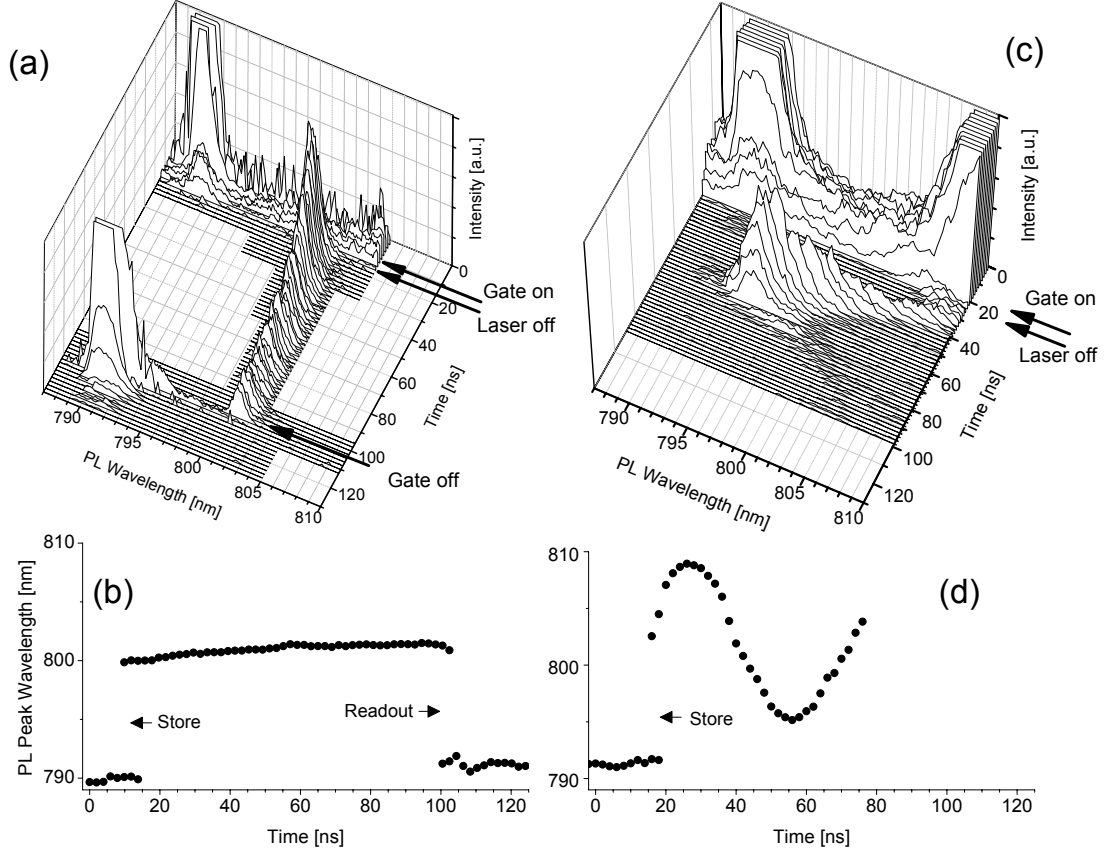 (a)
Intensity [a.u.]
0
20
40
60
80
100
120
Time [ns]
790
795
800
805
810
PL Wavelength [nm]
Gate on
Laser off
Gate off
(c)
Intensity [a.u.]
0
20
40
60
80
100
120
Time [ns]
790
795
800
805
810
PL Wavelength [nm]
Gate on
Laser off
(b)
PL Peak Wavelength [nm]
810
800
790
Store
Readout
0 20 40 60 80 100 120
Time [ns]
(d)
810
800
790
Store
0 20 40 60 80 100 120
Time [ns]